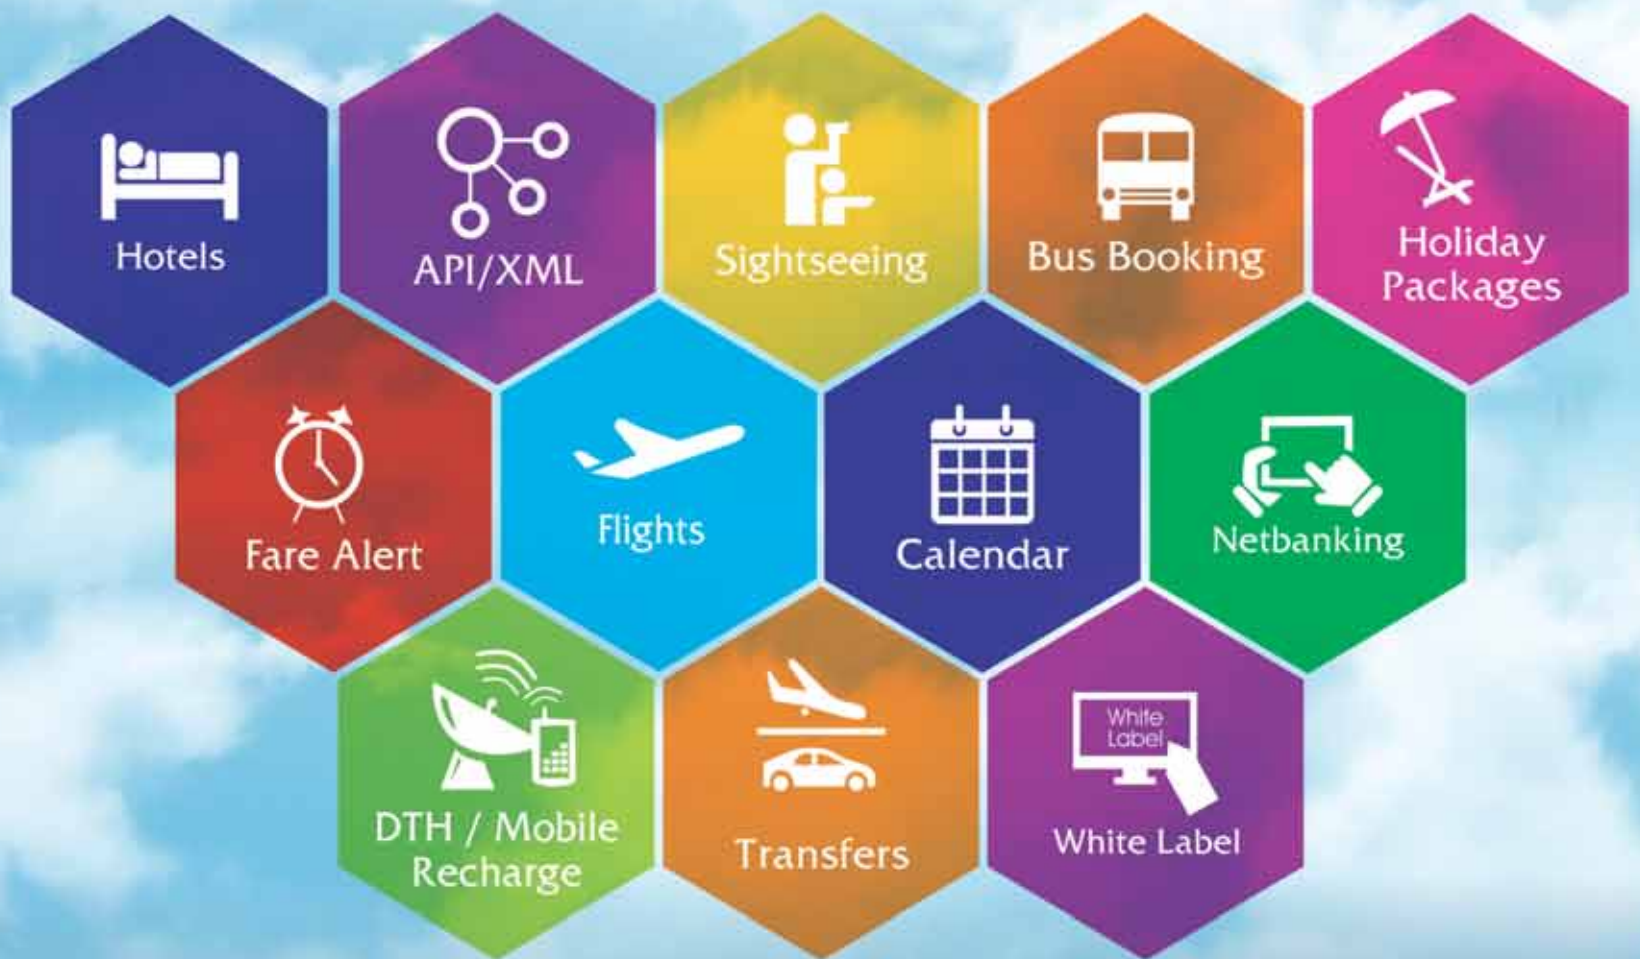 Hotels
API/XML
Sightseeing
Bus Booking
Holiday
Packages
Fare Alert
Flights
Calendar
Netbanking
DTH / Mobile
Recharge
Transfers
White
Label
White Label